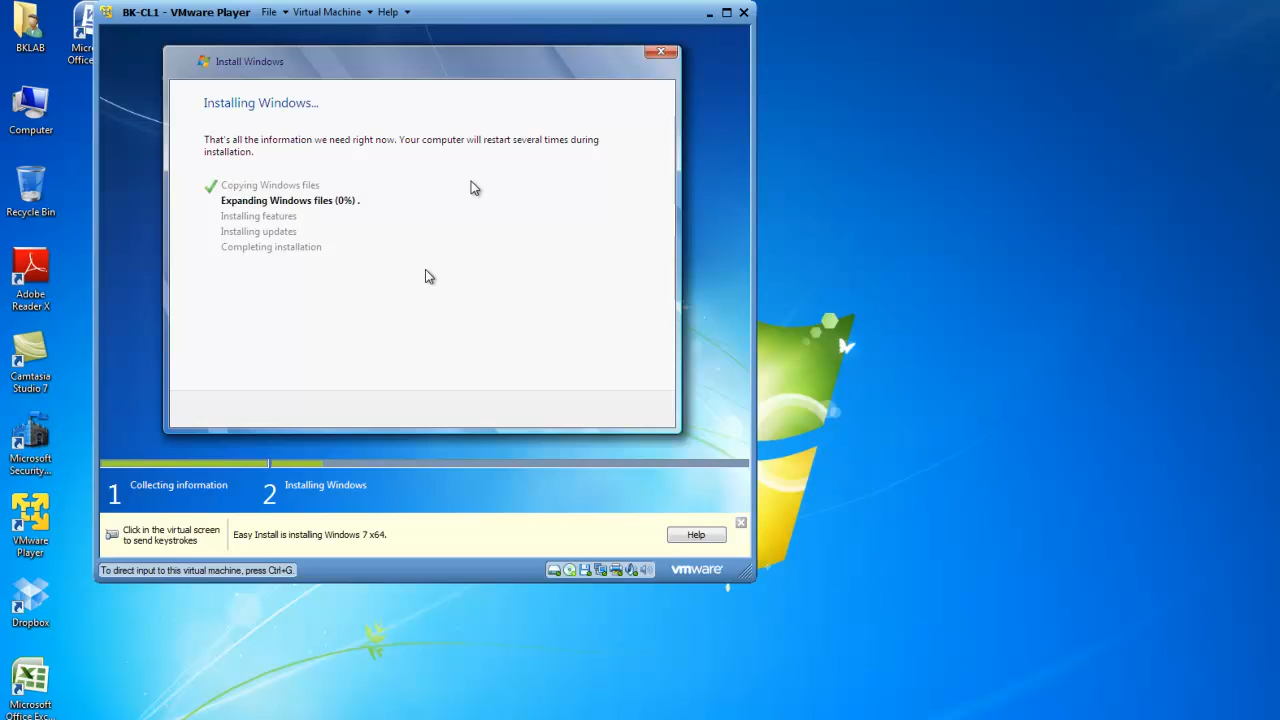 BKLAB
Micro
Office
Computer
Recycle Bin
Adobe
Reader X
Camtasia
Studio 7
Microsoft
Security...
VMware
Player
Dropbox
Microsoft
Office Exc...
BK-CL1 - VMware Player File Virtual Machine Help
Install Windows
Installing Windows...
That's all the information we need right now. Your computer will restart several times during
installation.
Copying Windows files
Expanding Windows files (0%) .
Installing features
Installing updates
Completing installation
1 Collecting information 2 Installing Windows
Click in the virtual screen
to send keystrokes
Easy Install is installing Windows 7 x64.
Help
To direct input to this virtual machine, press Ctrl+G.
vmware